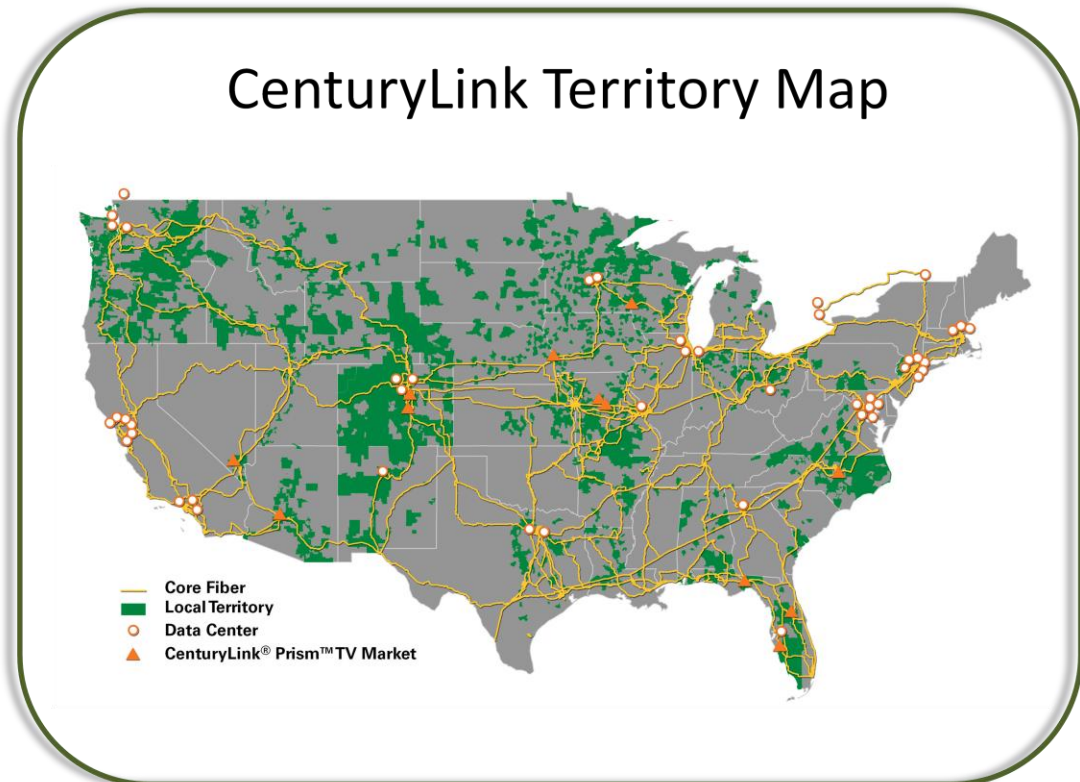 CenturyLink Territory Map
Core Fiber
Local Territory
Data Center
CenturyLink® Prism™ TV Market